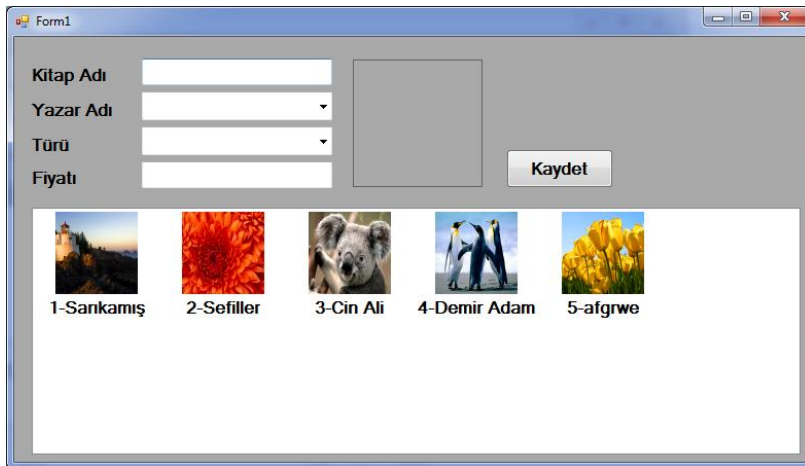 Form1
Kitap Adı
Yazar Adı
Türü
Fiyatı
Kaydet
1-Sarıkamış
2-Sefiller
3-Cin Ali
4-Demir Adam
5-afgrwe